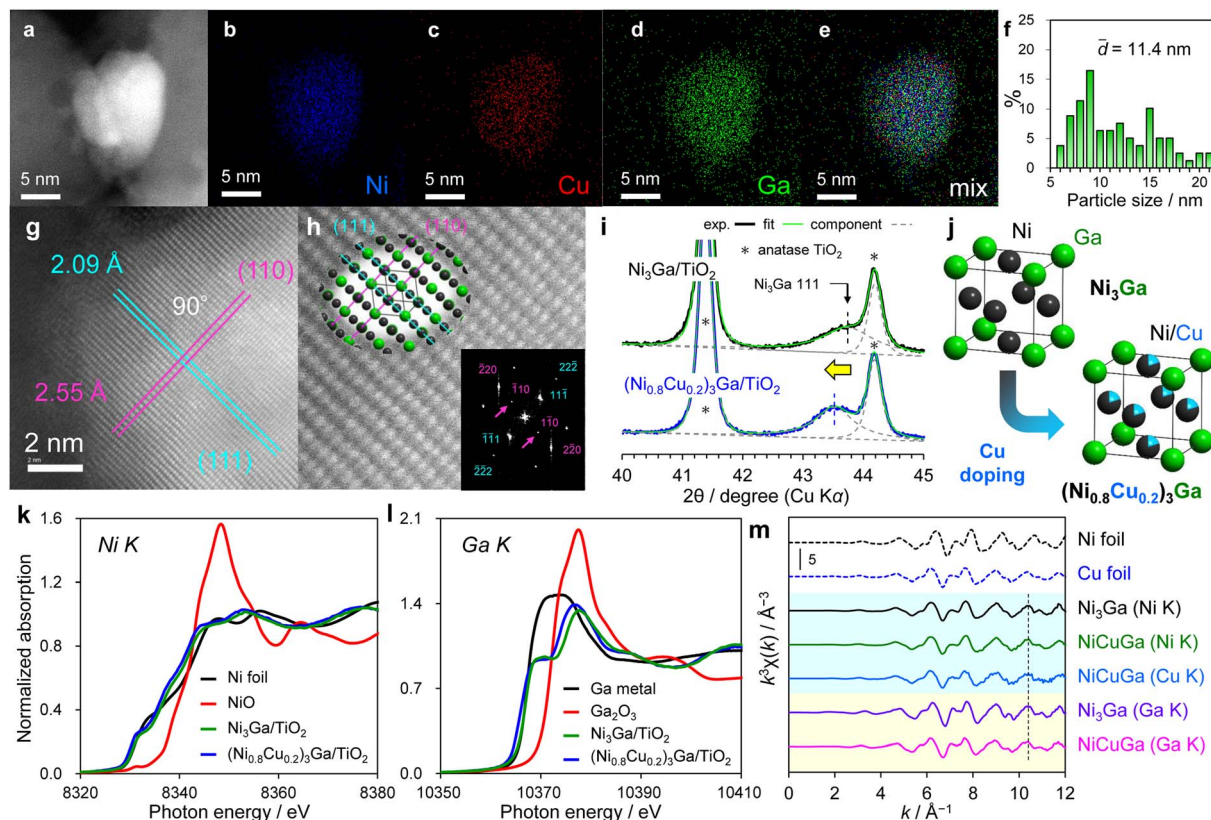 a
5 nm
b
5 nm
Ni
c
5 nm
Cu
d
5 nm
Ga
e
5 nm
mix
f
d̄ = 11.4 nm
%
25
20
15
10
5
0
5 10 15 20
Particle size / nm
g
2.09 Å
(110)
90°
2.55 Å
2 nm
2 nm
(111)
h
(111)
(110)
2̄20
22̄2̄
1̄10
111̄
1̄1̄1
11̄0
2̄2̄2
22̄0
i
exp. fit component
* anatase TiO₂
*
Ni₃Ga/TiO₂
Ni₃Ga 111
*
*
(Ni₀.₈Cu₀.₂)₃Ga/TiO₂
*
40 41 42 43 44 45
2θ / degree (Cu Kα)
j
Ni
Ga
Ni₃Ga
Ni/Cu
Cu
doping
(Ni₀.₈Cu₀.₂)₃Ga
k
Ni K
Normalized absorption
1.6
1.2
0.8
0.4
0.0
Ni foil
NiO
Ni₃Ga/TiO₂
(Ni₀.₈Cu₀.₂)₃Ga/TiO₂
8320 8340 8360 8380
Photon energy / eV
l
Ga K
2.1
1.4
0.7
0.0
Ga metal
Ga₂O₃
Ni₃Ga/TiO₂
(Ni₀.₈Cu₀.₂)₃Ga/TiO₂
10350 10370 10390 10410
Photon energy / eV
m
5
k³χ(k) / Å⁻³
Ni foil
Cu foil
Ni₃Ga (Ni K)
NiCuGa (Ni K)
NiCuGa (Cu K)
Ni₃Ga (Ga K)
NiCuGa (Ga K)
0 2 4 6 8 10 12
k / Å⁻¹